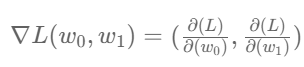 ∇L(w₀, w₁) = (∂(L)/∂(w₀), ∂(L)/∂(w₁))